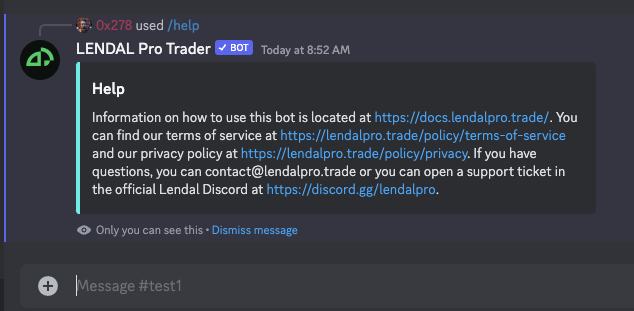 0x278 used /help
LENDAL Pro Trader ✓ BOT Today at 8:52 AM
Help
Information on how to use this bot is located at https://docs.lendalpro.trade/. You
can find our terms of service at https://lendalpro.trade/policy/terms-of-service
and our privacy policy at https://lendalpro.trade/policy/privacy. If you have
questions, you can contact@lendalpro.trade or you can open a support ticket in
the official Lendal Discord at https://discord.gg/lendalpro.
Only you can see this • Dismiss message
Message #test1